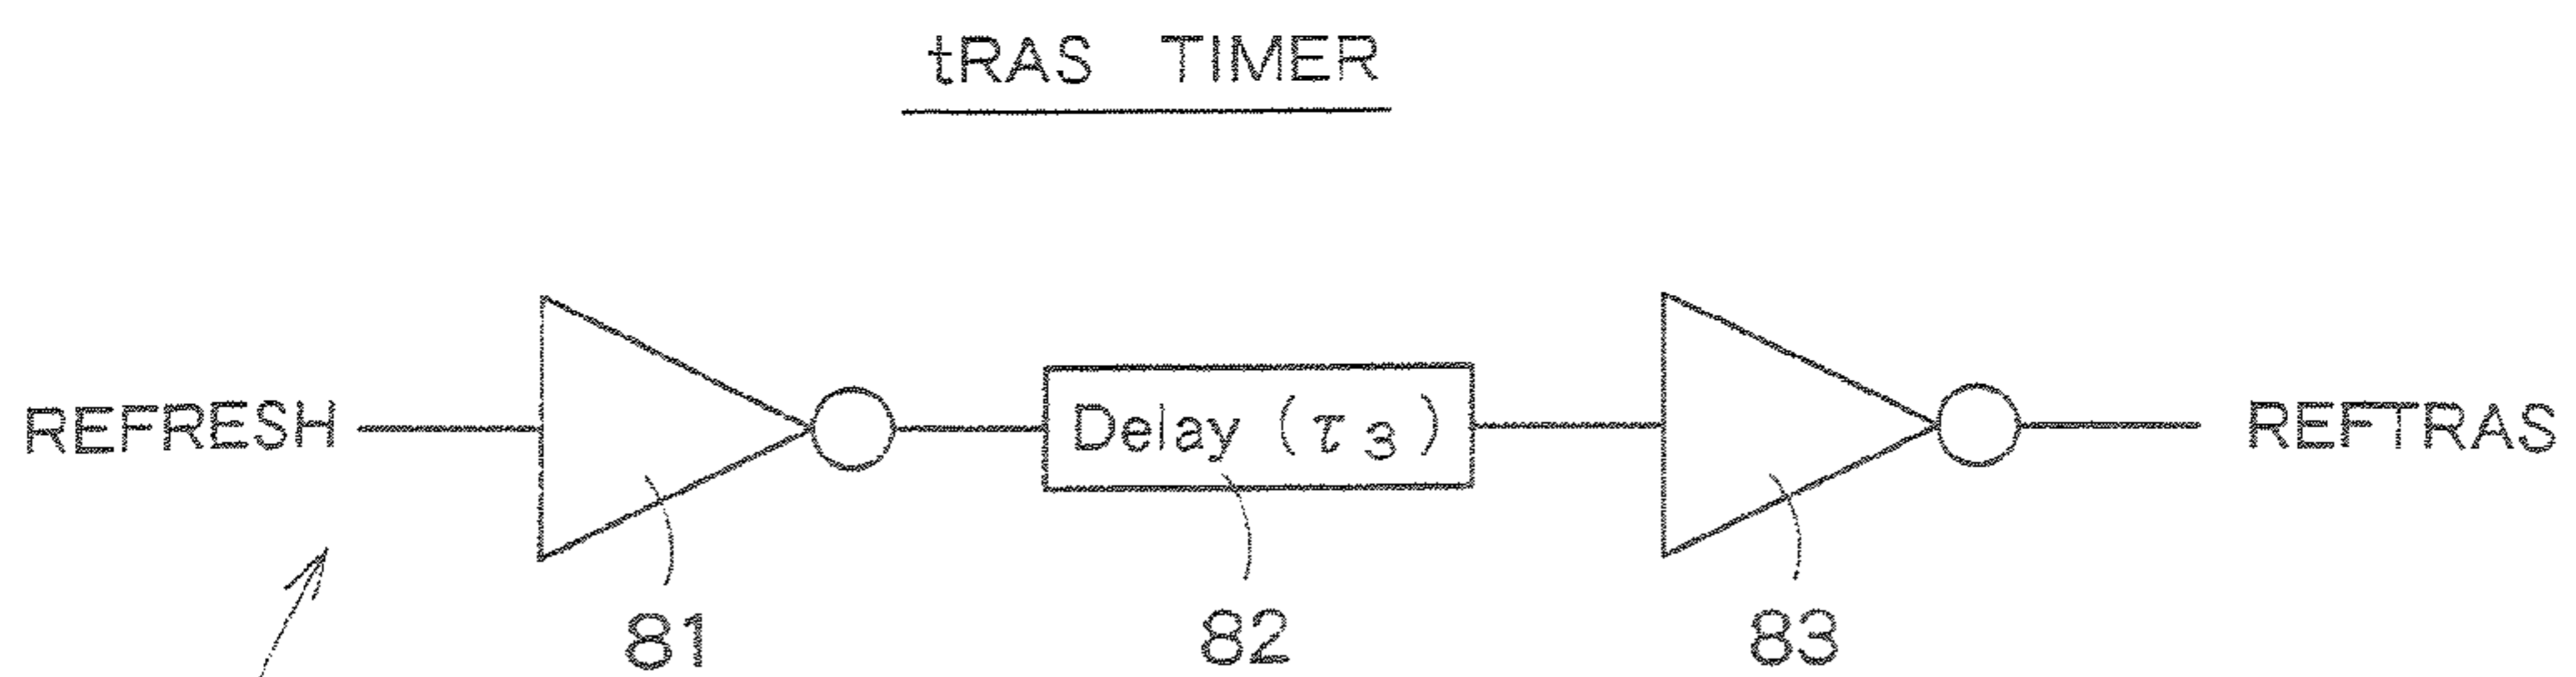 tRAS TIMER
REFRESH
Delay (τ3)
REFTRAS
81
82
83